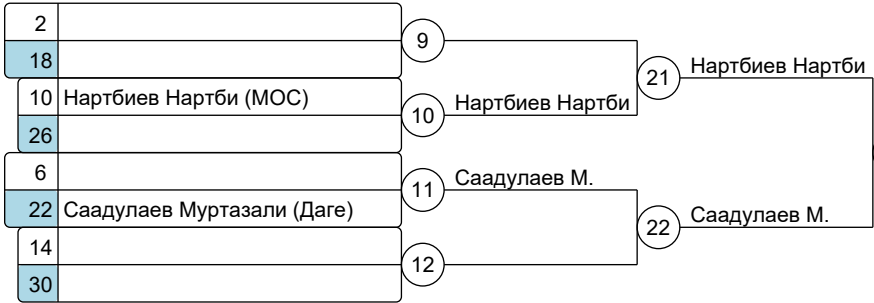 2
9
18
21 Нартбиев Нартби
10 Нартбиев Нартби (МОС)
10 Нартбиев Нартби
26
6
11 Саадулаев М.
22 Саадулаев Муртазали (Даге)
22 Саадулаев М.
14
12
30